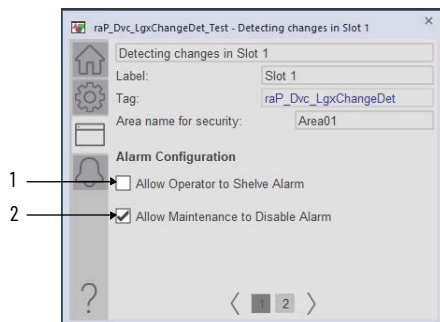 raP_Dvc_LgxChangeDet_Test - Detecting changes in Slot 1
Detecting changes in Slot 1
Label: Slot 1
Tag: raP_Dvc_LgxChangeDet
Area name for security: Area01
Alarm Configuration
1 Allow Operator to Shelve Alarm
2 Allow Maintenance to Disable Alarm
? 1 2